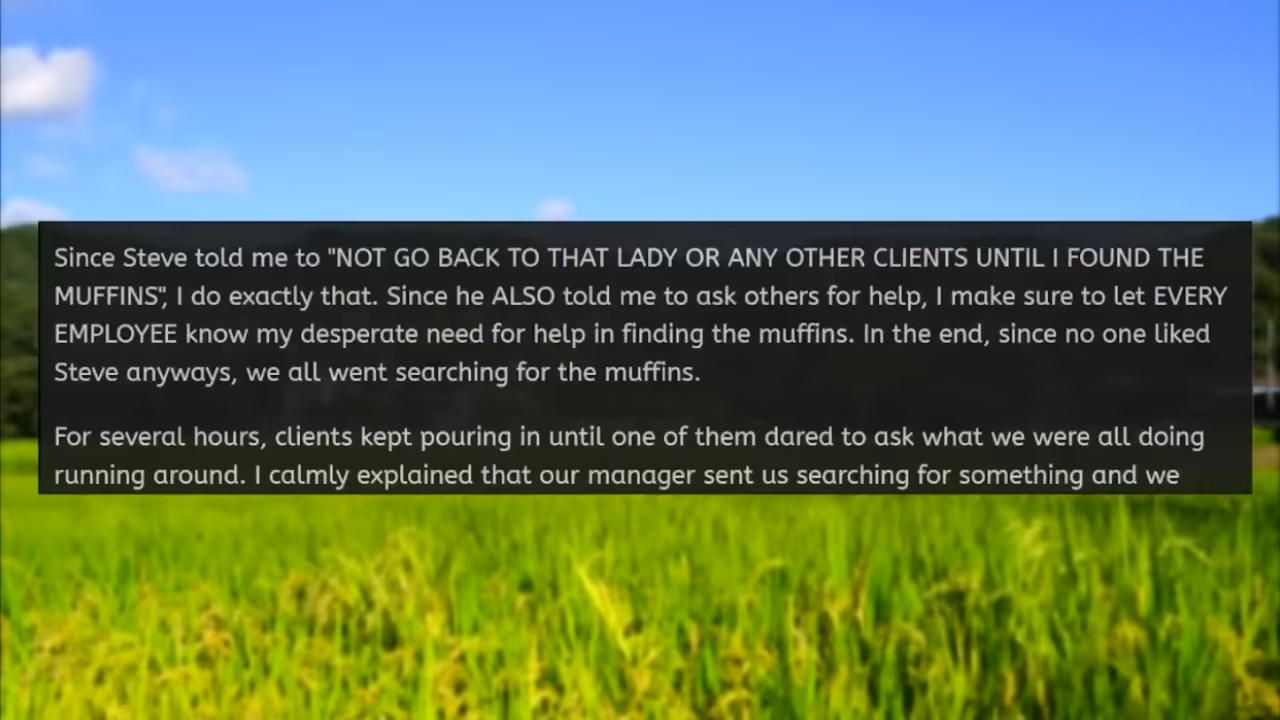 Since Steve told me to "NOT GO BACK TO THAT LADY OR ANY OTHER CLIENTS UNTIL I FOUND THE
MUFFINS", I do exactly that. Since he ALSO told me to ask others for help, I make sure to let EVERY
EMPLOYEE know my desperate need for help in finding the muffins. In the end, since no one liked
Steve anyways, we all went searching for the muffins.
For several hours, clients kept pouring in until one of them dared to ask what we were all doing
running around. I calmly explained that our manager sent us searching for something and we